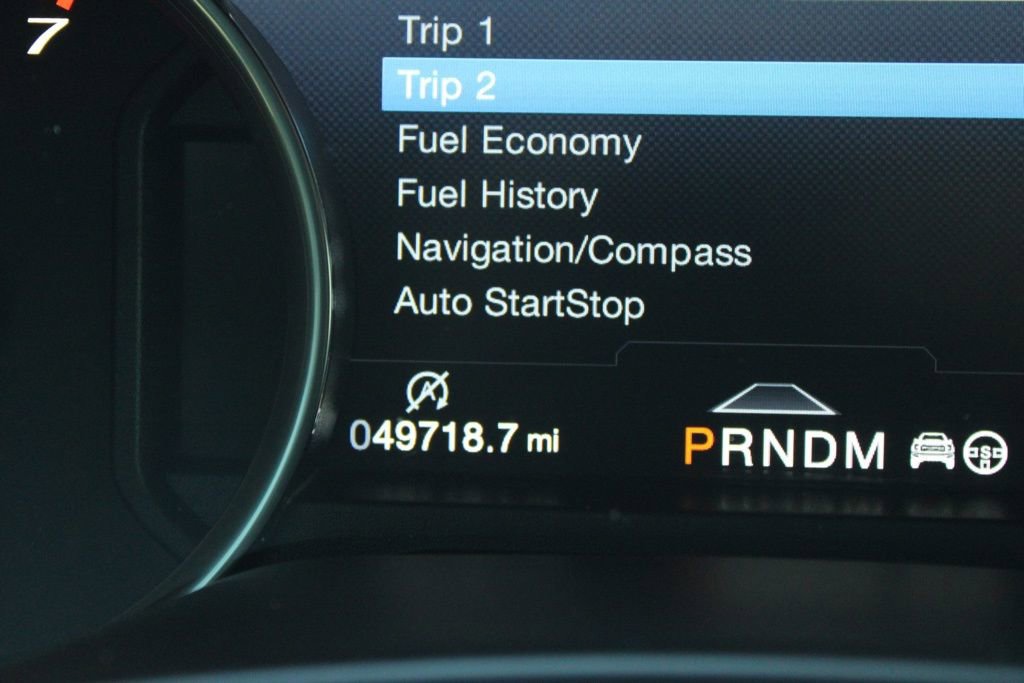 7
Trip 1
Trip 2
Fuel Economy
Fuel History
Navigation/Compass
Auto StartStop
A
049718.7 mi
PRNDM
S